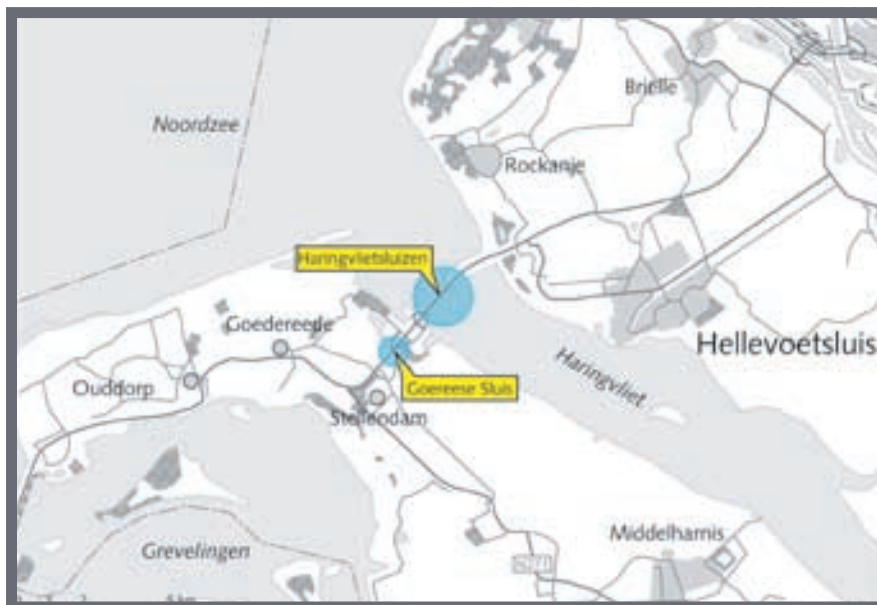 Brielle
Noordzee
Rockanje
Haringvlietsluizen
Goedereede
Hellevoetsluis
Haringvliet
Ouddorp
Goereese Sluis
Stellendam
Middelharnis
Grevelingen